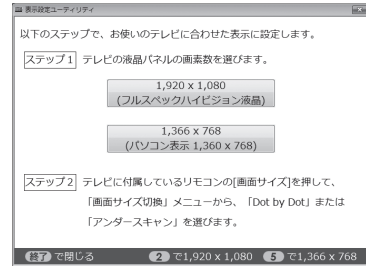 表示設定ユーティリティ
以下のステップで、お使いのテレビに合わせた表示に設定します。
ステップ1 テレビの液晶パネルの画素数を選びます。
1,920 x 1,080
(フルスペックハイビジョン液晶)
1,366 x 768
(パソコン表示 1,360 x 768)
ステップ2 テレビに付属しているリモコンの[画面サイズ]を押して、
「画面サイズ切換」メニューから、「Dot by Dot」または
「アンダースキャン」を選びます。
終了 で閉じる 2 で1,920 x 1,080 5 で1,366 x 768